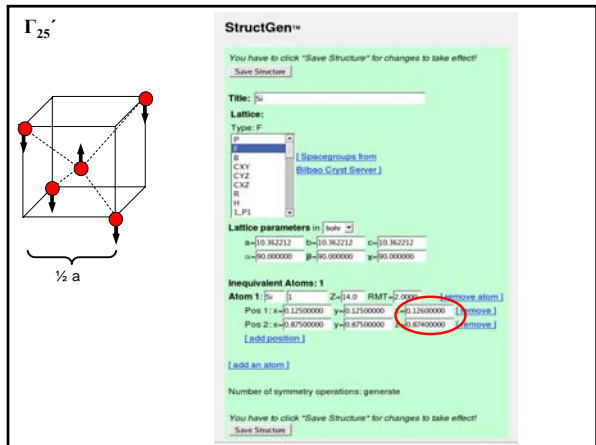 Γ25´
½ a
StructGen™
You have to click "Save Structure" for changes to take effect!
Save Structure
Title: Si
Lattice:
Type: F
P
F
B
CXY
CYZ
CXZ
R
H
1_P1
[ Spacegroups from
Bilbao Cryst Server ]
Lattice parameters in bohr
a=10.362212 b=10.362212 c=10.362212
α=90.000000 β=90.000000 γ=90.000000
Inequivalent Atoms: 1
Atom 1: Si 1 Z=14.0 RMT=2.0000 [remove atom ]
Pos 1: x=0.12500000 y=0.12500000 z=0.12600000 [remove ]
Pos 2: x=0.87500000 y=0.87500000 z=0.87400000 [remove ]
[ add position ]
[ add an atom ]
Number of symmetry operations: generate
You have to click "Save Structure" for changes to take effect!
Save Structure